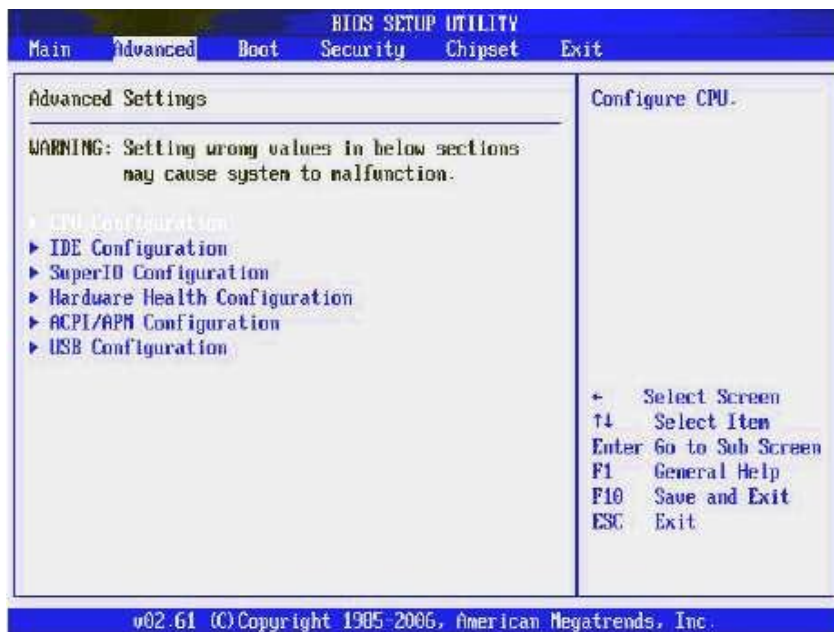 BIOS SETUP UTILITY
Main Advanced Boot Security Chipset Exit
Advanced Settings
WARNING: Setting wrong values in below sections
may cause system to malfunction.
▶ CPU Configuration
▶ IDE Configuration
▶ SuperIO Configuration
▶ Hardware Health Configuration
▶ ACPI/APM Configuration
▶ USB Configuration
Configure CPU.
← Select Screen
↑↓ Select Item
Enter Go to Sub Screen
F1 General Help
F10 Save and Exit
ESC Exit
v02.61 (C)Copyright 1985-2006, American Megatrends, Inc.